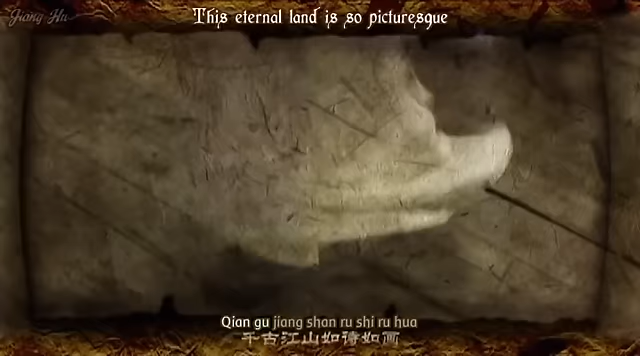 Jiang Hu
This eternal land is so picturesque
Qian gu jiang shan ru shi ru hua
千古江山如诗如画